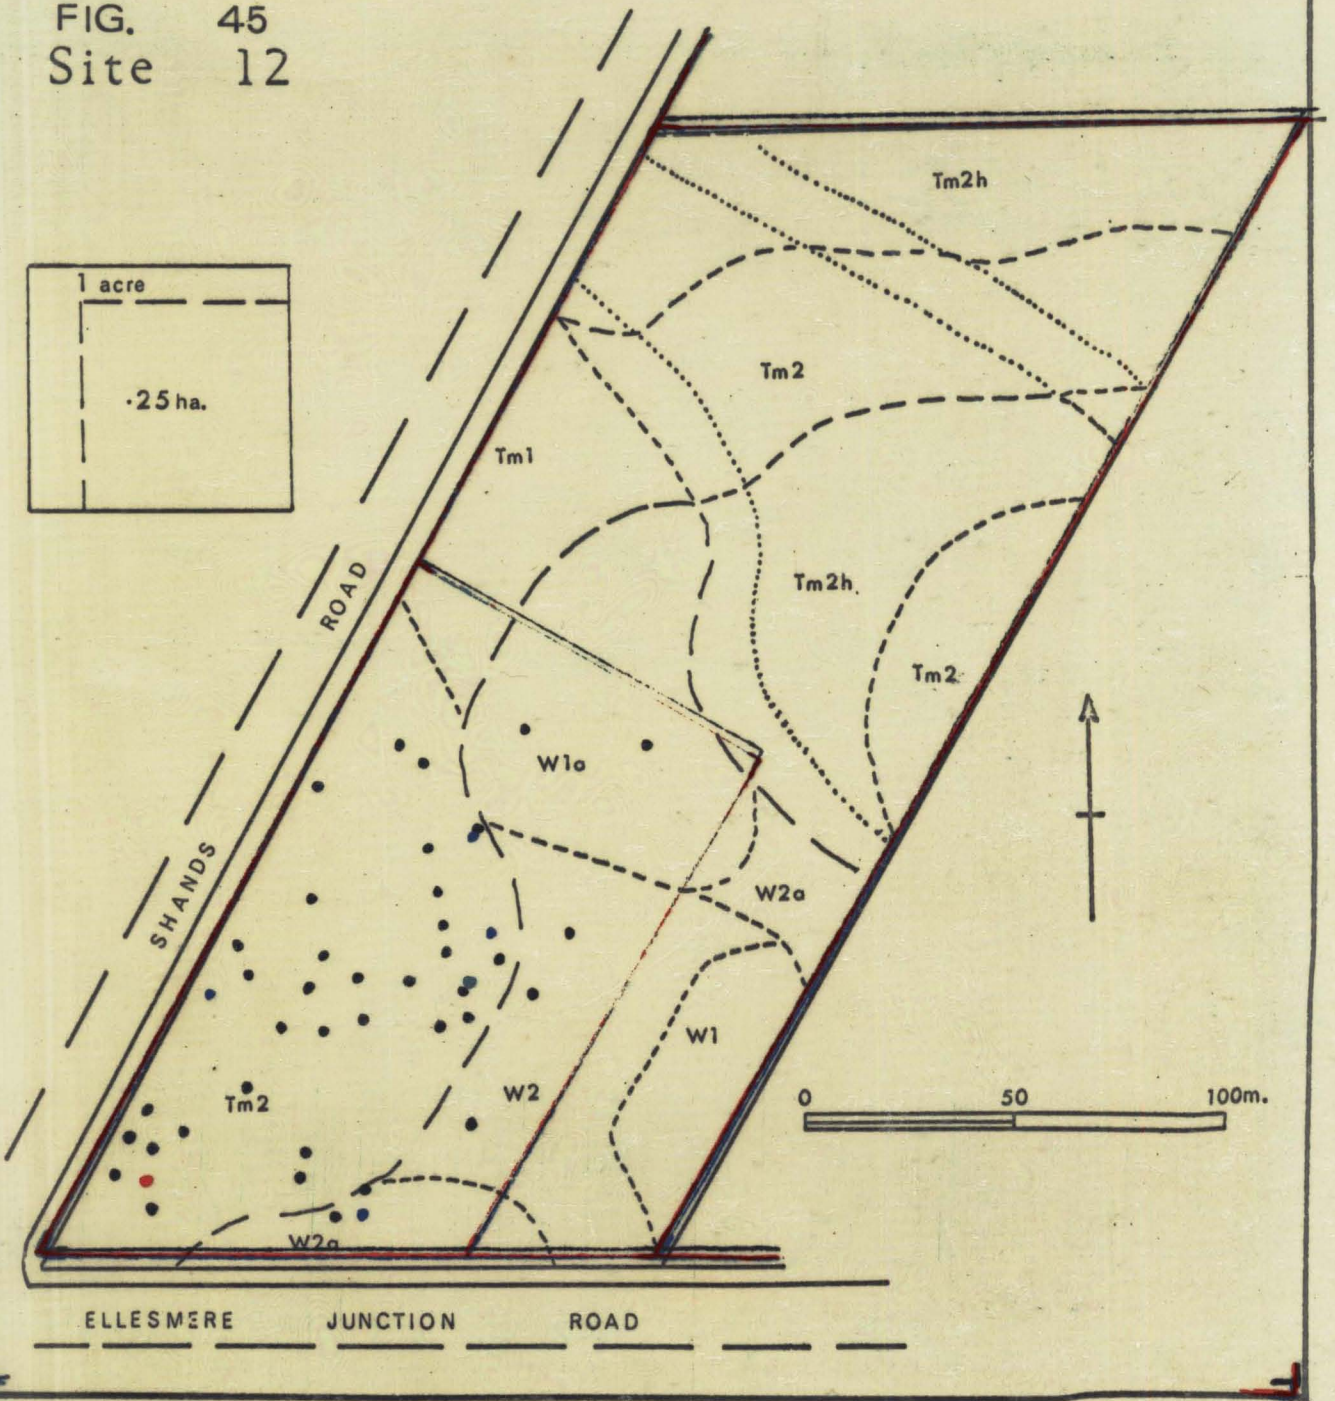 FIG. 45
Site 12
Tm2h
1 acre
·25 ha.
Tm2
Tm1
ROAD
Tm2h
Tm2
W1a
SHANDS
W2a
W1
0 50 100m.
W2
Tm2
W2a
ELLESMERE JUNCTION ROAD